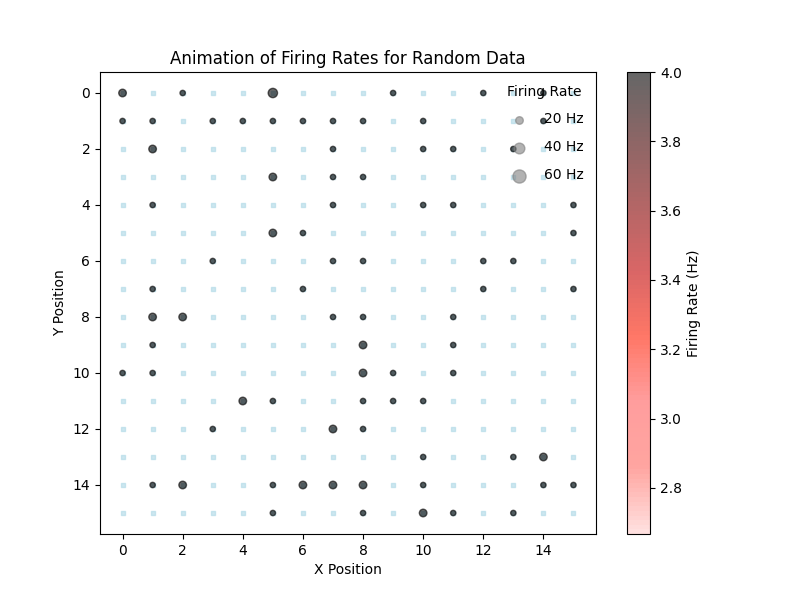 Animation of Firing Rates for Random Data
Firing Rate
20 Hz
40 Hz
60 Hz
0
2
4
6
8
10
12
14
Y Position
0 2 4 6 8 10 12 14
X Position
4.0
3.8
3.6
3.4
3.2
3.0
2.8
Firing Rate (Hz)